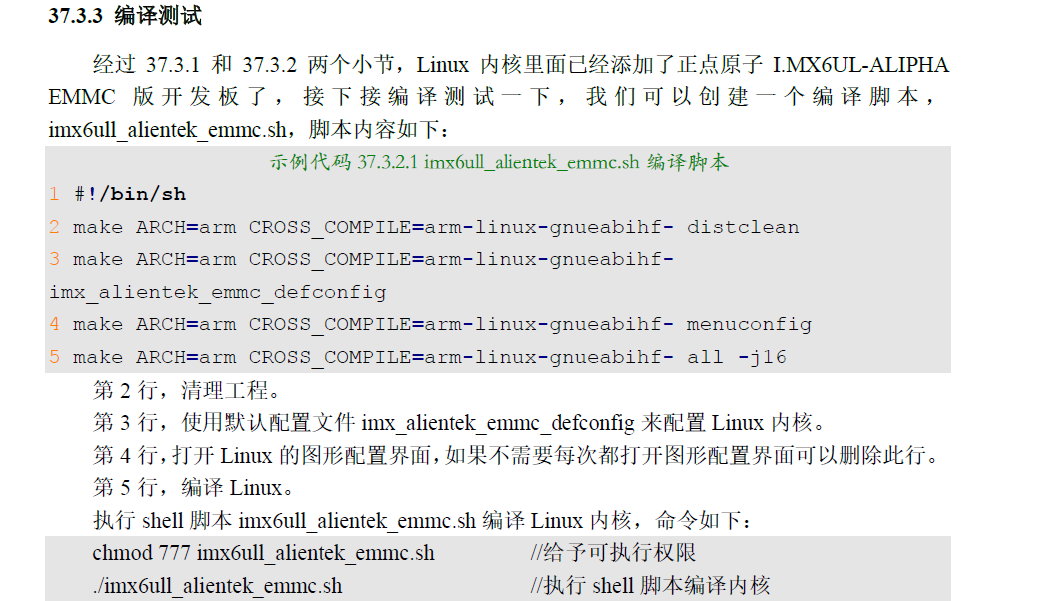 37.3.3 编译测试
经过 37.3.1 和 37.3.2 两个小节，Linux 内核里面已经添加了正点原子 I.MX6UL-ALIPHA
EMMC 版开发板了，接下接编译测试一下，我们可以创建一个编译脚本，
imx6ull_alientek_emmc.sh，脚本内容如下：
示例代码 37.3.2.1 imx6ull_alientek_emmc.sh 编译脚本
1 #!/bin/sh
2 make ARCH=arm CROSS_COMPILE=arm-linux-gnueabihf- distclean
3 make ARCH=arm CROSS_COMPILE=arm-linux-gnueabihf-
imx_alientek_emmc_defconfig
4 make ARCH=arm CROSS_COMPILE=arm-linux-gnueabihf- menuconfig
5 make ARCH=arm CROSS_COMPILE=arm-linux-gnueabihf- all -j16
第 2 行，清理工程。
第 3 行，使用默认配置文件 imx_alientek_emmc_defconfig 来配置 Linux 内核。
第 4 行，打开 Linux 的图形配置界面，如果不需要每次都打开图形配置界面可以删除此行。
第 5 行，编译 Linux。
执行 shell 脚本 imx6ull_alientek_emmc.sh 编译 Linux 内核，命令如下：
chmod 777 imx6ull_alientek_emmc.sh //给予可执行权限
./imx6ull_alientek_emmc.sh //执行 shell 脚本编译内核